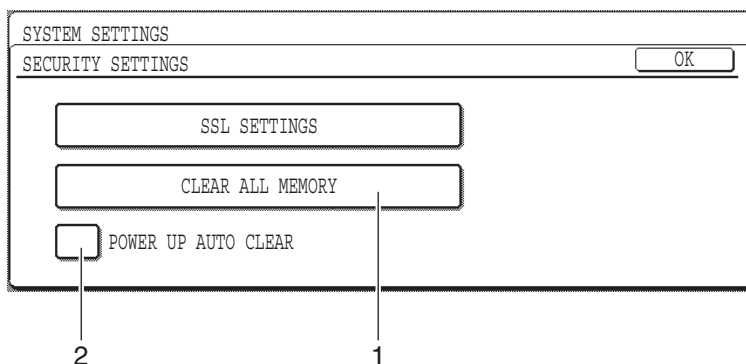 SYSTEM SETTINGS
SECURITY SETTINGS OK
SSL SETTINGS
CLEAR ALL MEMORY
POWER UP AUTO CLEAR
2 1